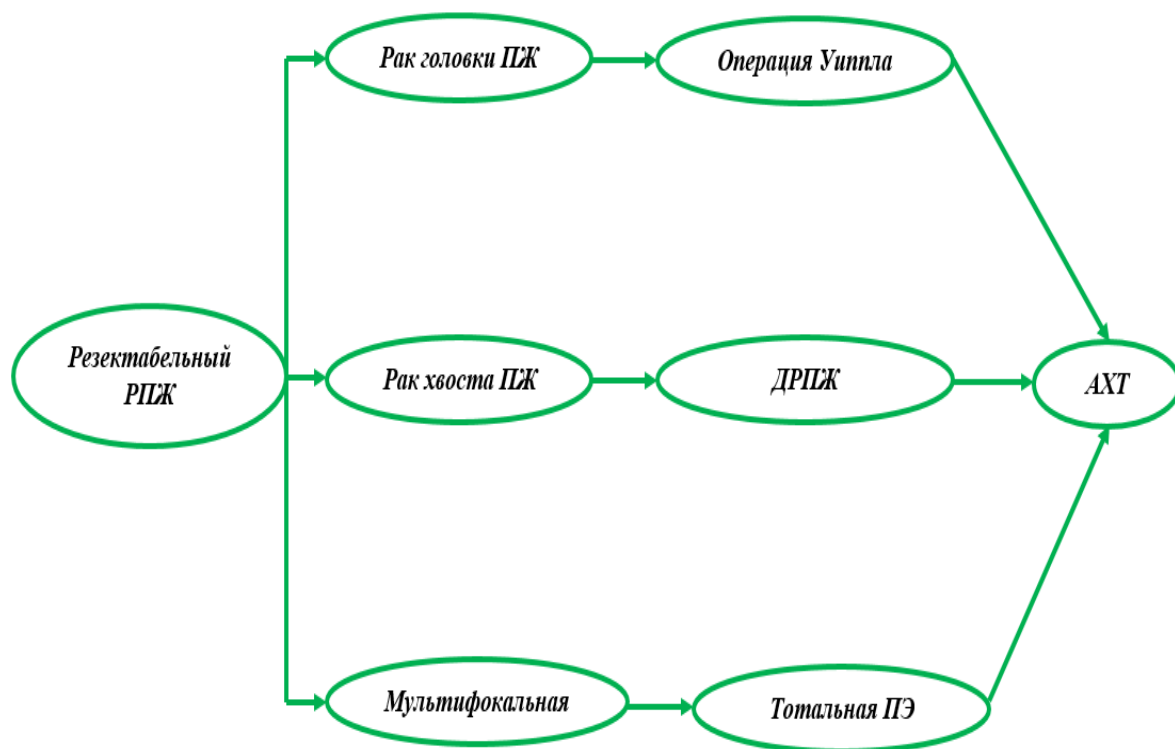 Рак головки ПЖ
Операция Уиппла
Резектабельный
РПЖ
Рак хвоста ПЖ
ДРПЖ
АХТ
Мультифокальная
Тотальная ПЭ